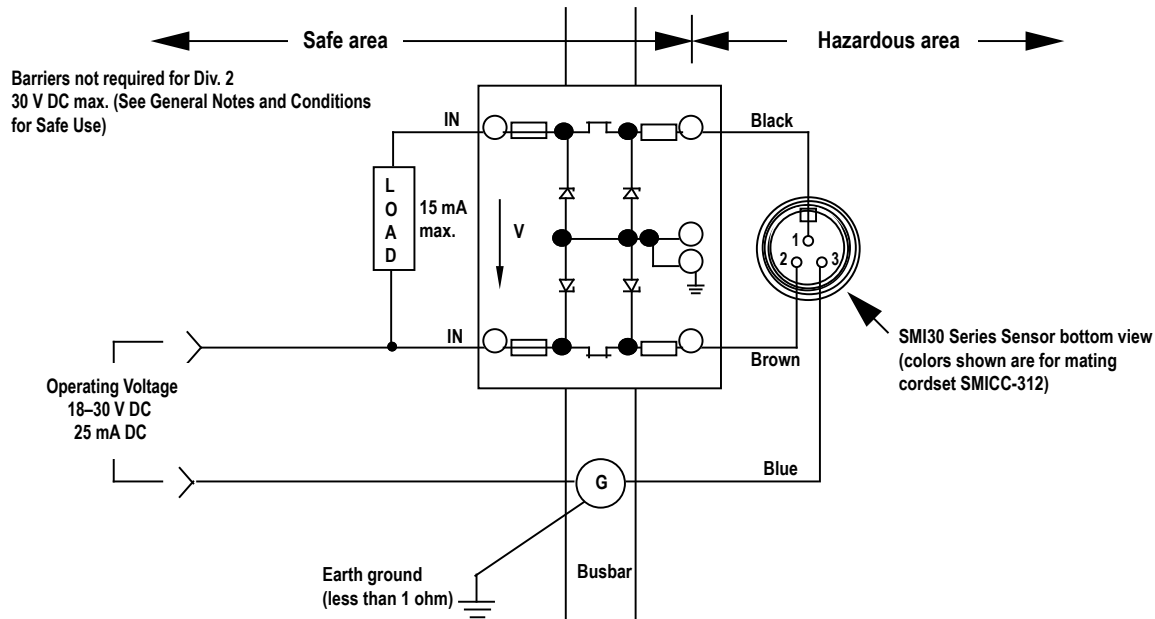 Safe area
Hazardous area
Barriers not required for Div. 2
30 V DC max. (See General Notes and Conditions
for Safe Use)
IN
Black
L
O
A
D
15 mA
max.
V
1
2
3
IN
Brown
SMI30 Series Sensor bottom view
(colors shown are for mating
cordset SMICC-312)
Operating Voltage
18–30 V DC
25 mA DC
Blue
G
Earth ground
(less than 1 ohm)
Busbar